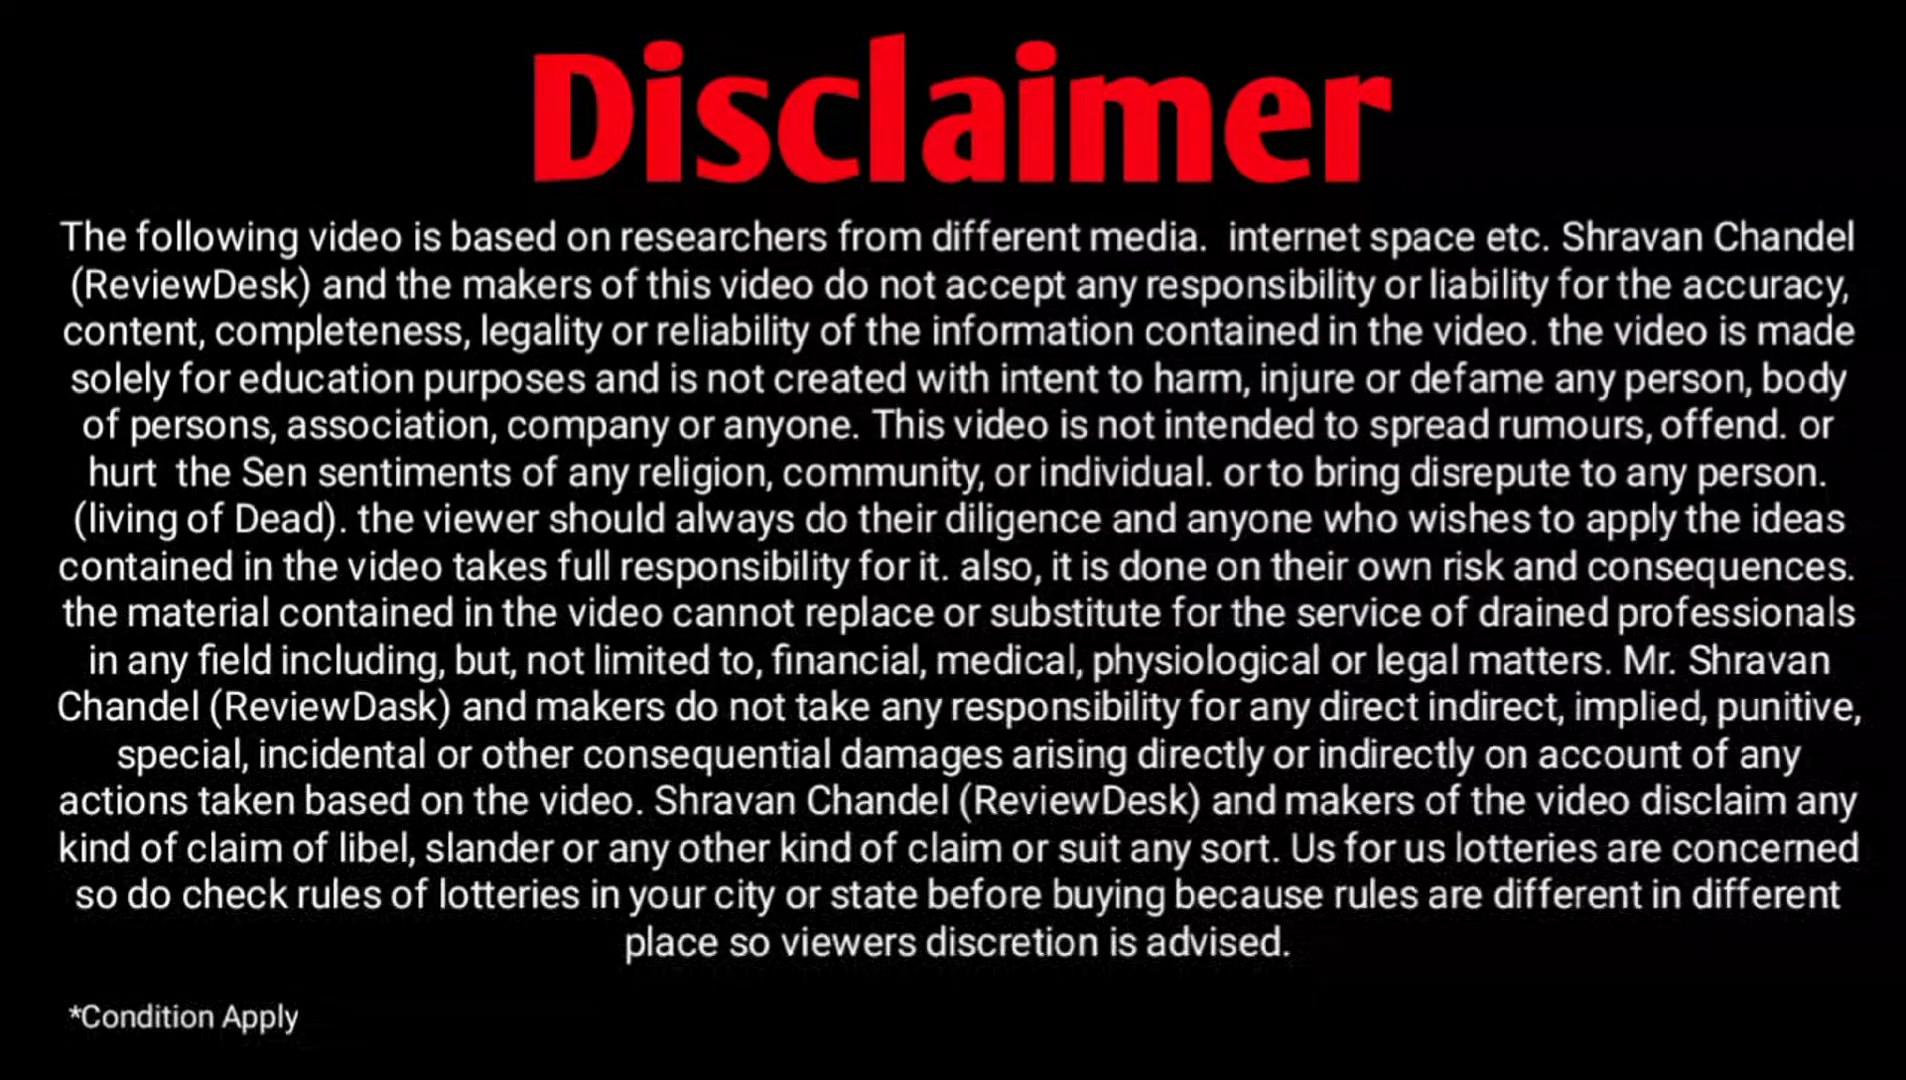 Disclaimer
The following video is based on researchers from different media.  internet space etc. Shravan Chandel
(ReviewDesk) and the makers of this video do not accept any responsibility or liability for the accuracy,
content, completeness, legality or reliability of the information contained in the video. the video is made
solely for education purposes and is not created with intent to harm, injure or defame any person, body
of persons, association, company or anyone. This video is not intended to spread rumours, offend. or
hurt  the Sen sentiments of any religion, community, or individual. or to bring disrepute to any person.
(living of Dead). the viewer should always do their diligence and anyone who wishes to apply the ideas
contained in the video takes full responsibility for it. also, it is done on their own risk and consequences.
the material contained in the video cannot replace or substitute for the service of drained professionals
in any field including, but, not limited to, financial, medical, physiological or legal matters. Mr. Shravan
Chandel (ReviewDask) and makers do not take any responsibility for any direct indirect, implied, punitive,
special, incidental or other consequential damages arising directly or indirectly on account of any
actions taken based on the video. Shravan Chandel (ReviewDesk) and makers of the video disclaim any
kind of claim of libel, slander or any other kind of claim or suit any sort. Us for us lotteries are concerned
so do check rules of lotteries in your city or state before buying because rules are different in different
place so viewers discretion is advised.
*Condition Apply